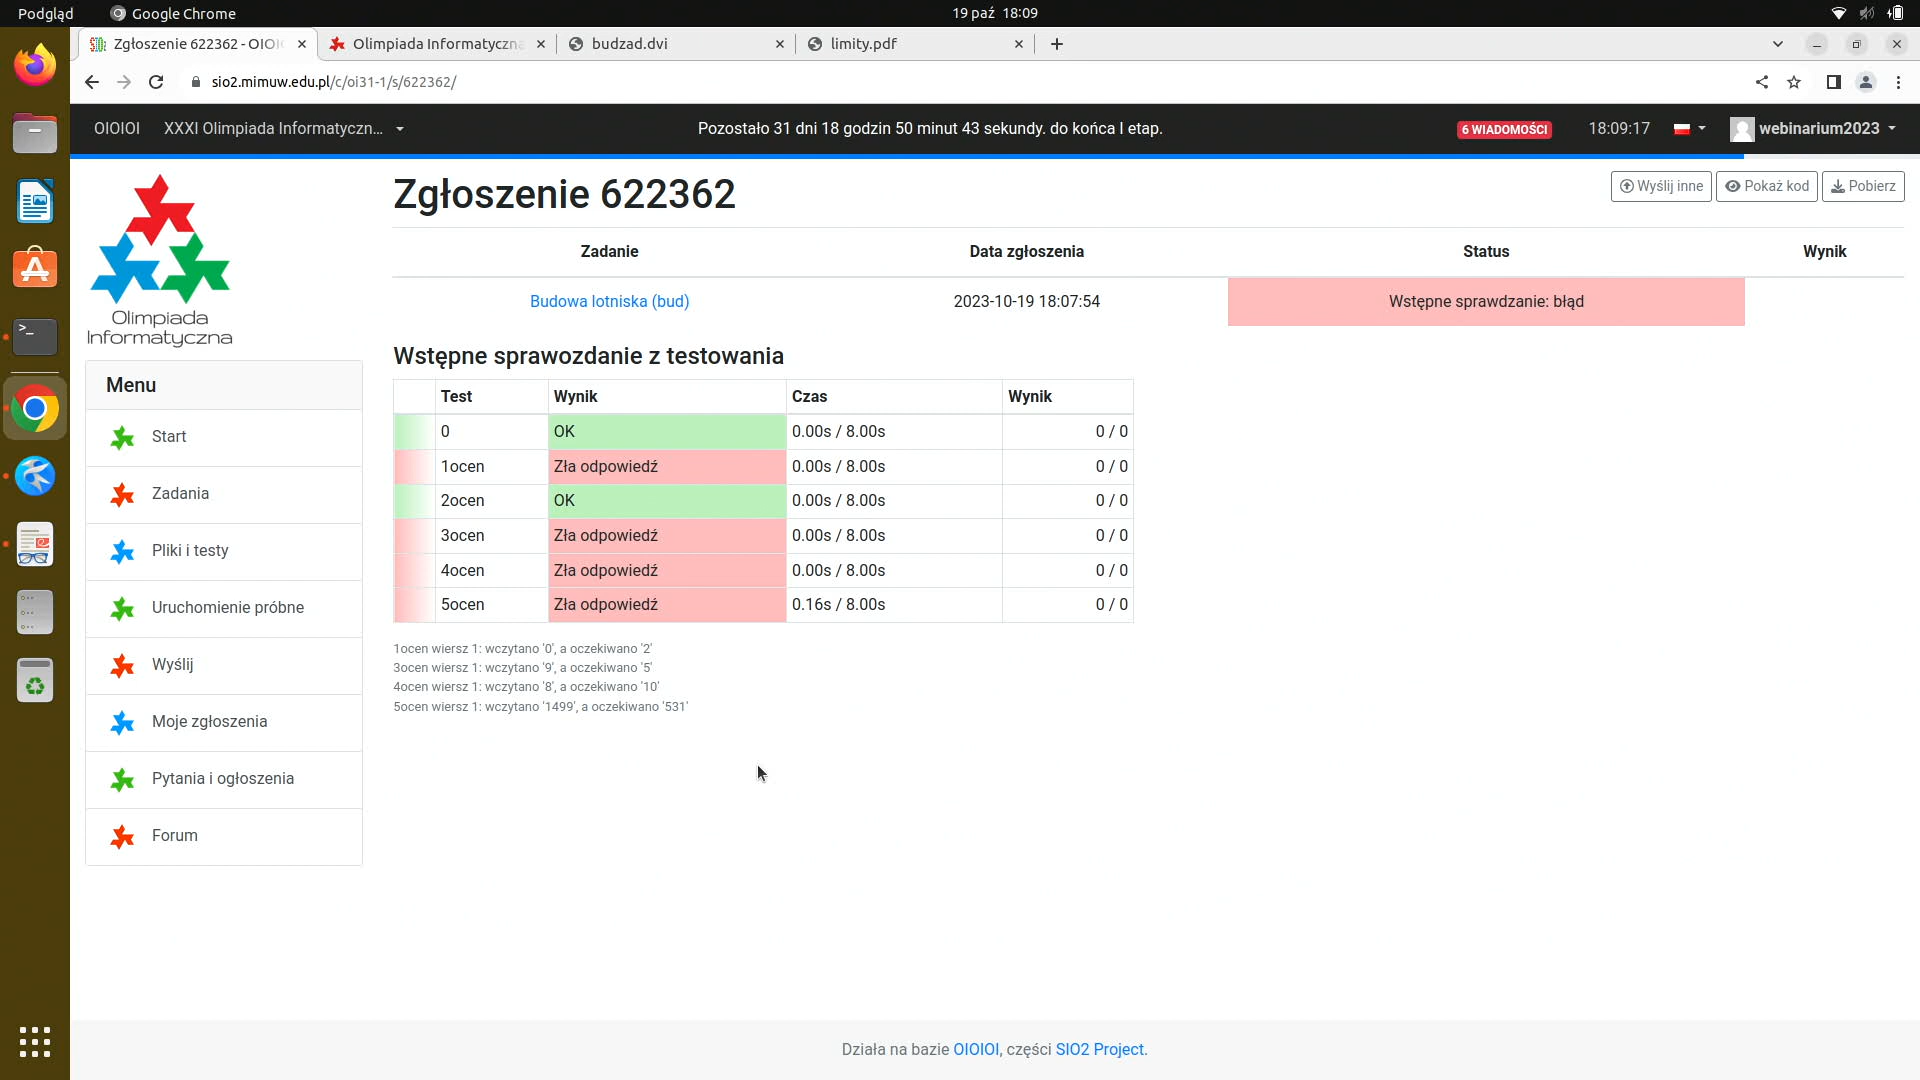 Podgląd
Google Chrome
19 paź 18:09
Zgłoszenie 622362 - OIOI
Olimpiada Informatyczna
budzad.dvi
limity.pdf
sio2.mimuw.edu.pl/c/oi31-1/s/622362/
OIOIOI
XXXI Olimpiada Informatyczn...
Pozostało 31 dni 18 godzin 50 minut 43 sekundy. do końca I etap.
6 WIADOMOŚCI
18:09:17
webinarium2023
Olimpiada
Informatyczna
Zgłoszenie 622362
Wyślij inne
Pokaż kod
Pobierz
Zadanie Data zgłoszenia Status Wynik
Budowa lotniska (bud) 2023-10-19 18:07:54 Wstępne sprawdzanie: błąd
Menu
Start
Zadania
Pliki i testy
Uruchomienie próbne
Wyślij
Moje zgłoszenia
Pytania i ogłoszenia
Forum
Wstępne sprawozdanie z testowania
Test Wynik Czas Wynik
0 OK 0.00s / 8.00s 0 / 0
1ocen Zła odpowiedź 0.00s / 8.00s 0 / 0
2ocen OK 0.00s / 8.00s 0 / 0
3ocen Zła odpowiedź 0.00s / 8.00s 0 / 0
4ocen Zła odpowiedź 0.00s / 8.00s 0 / 0
5ocen Zła odpowiedź 0.16s / 8.00s 0 / 0
1ocen wiersz 1: wczytano '0', a oczekiwano '2'
3ocen wiersz 1: wczytano '9', a oczekiwano '5'
4ocen wiersz 1: wczytano '8', a oczekiwano '10'
5ocen wiersz 1: wczytano '1499', a oczekiwano '531'
Działa na bazie OIOIOI, części SIO2 Project.